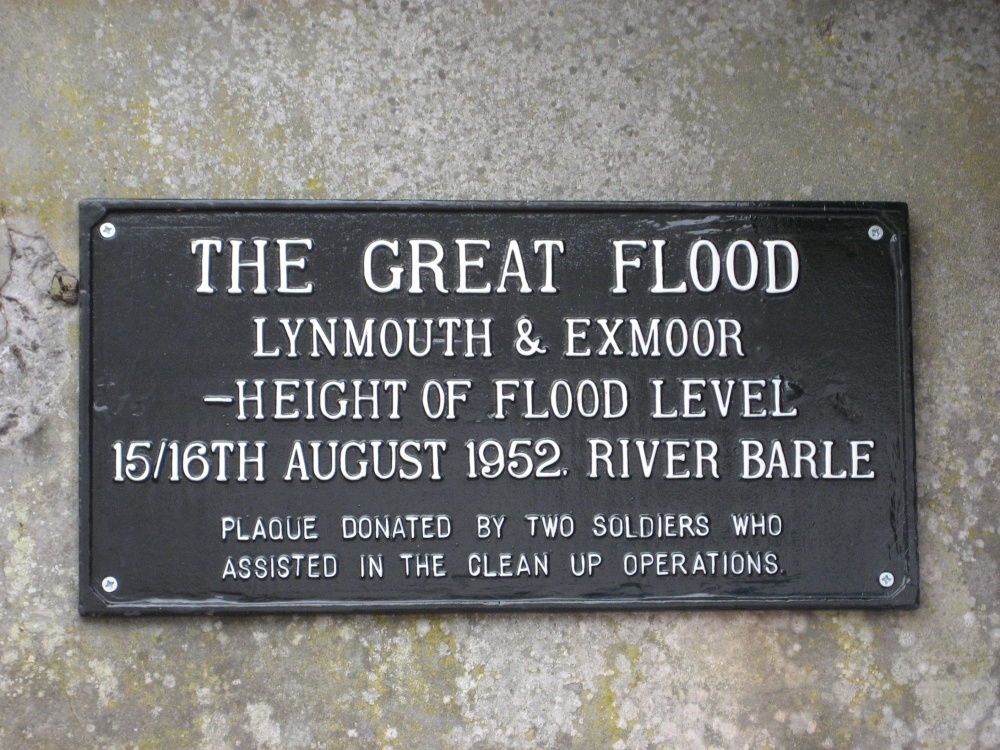 THE GREAT FLOOD
LYNMOUTH & EXMOOR
-HEIGHT OF FLOOD LEVEL
15/16TH AUGUST 1952. RIVER BARLE
PLAQUE DONATED BY TWO SOLDIERS WHO
ASSISTED IN THE CLEAN UP OPERATIONS.